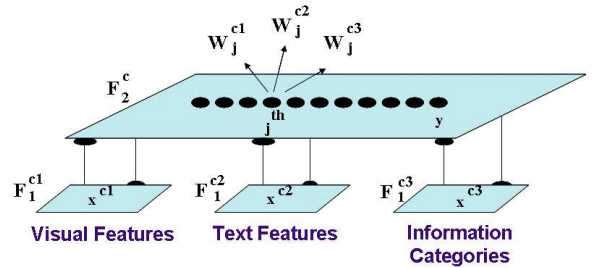 W_j^c1 W_j^c2 W_j^c3
F_2^c
j^th y
F_1^c1 x^c1 F_1^c2 x^c2 F_1^c3 x^c3
Visual Features Text Features Information
Categories